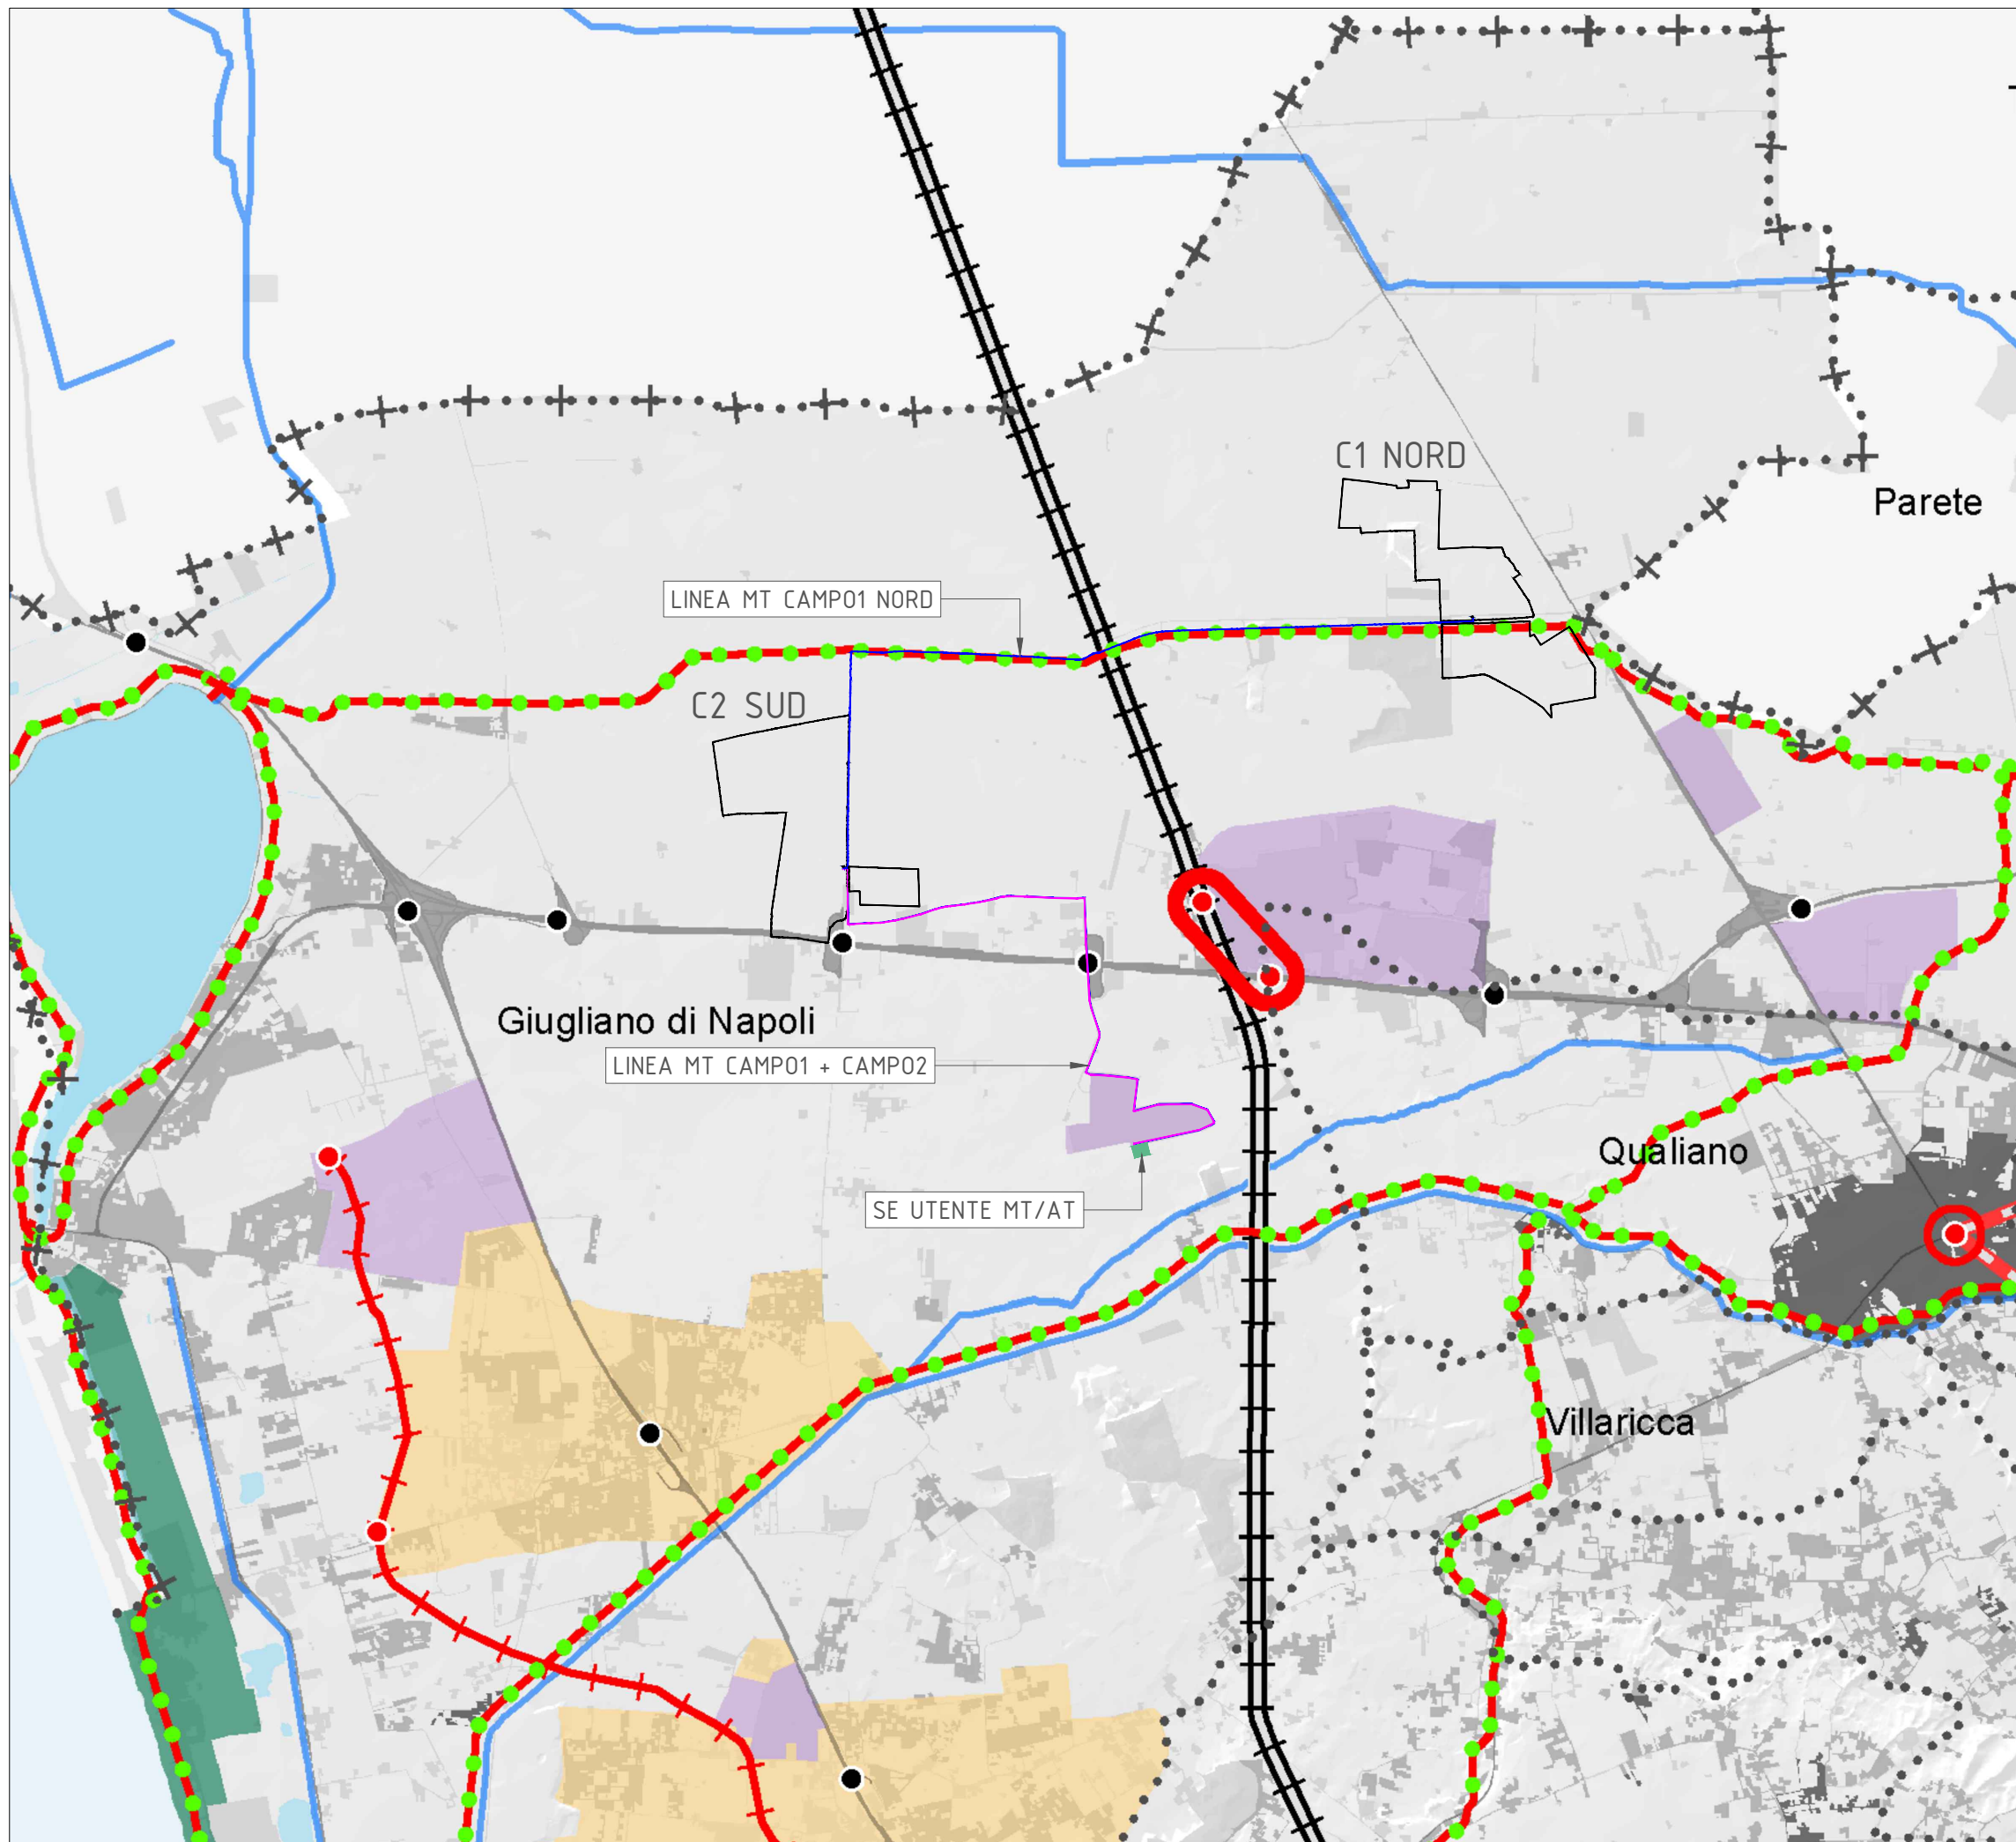 C1 NORD
Parete
LINEA MT CAMPO1 NORD
C2 SUD
Giugliano di Napoli
LINEA MT CAMPO1 + CAMPO2
Qualiano
SE UTENTE MT/AT
Villaricca